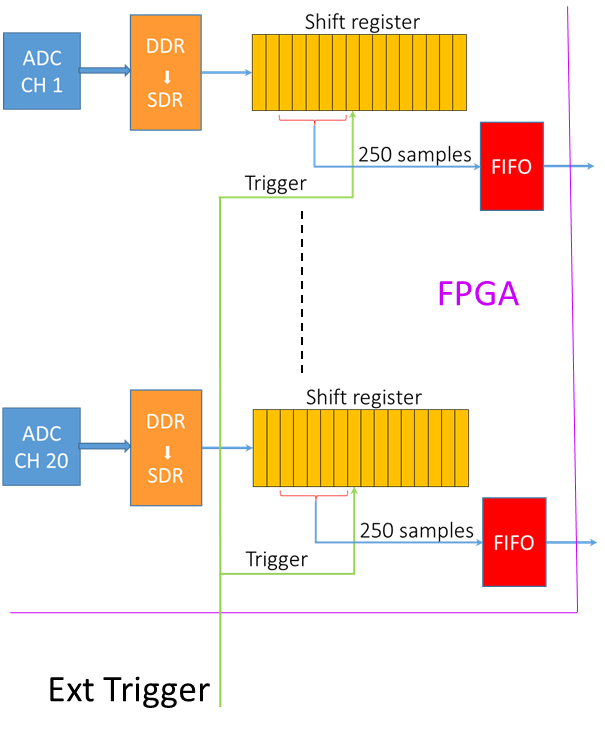 Shift register
ADC
CH 1
DDR
SDR
250 samples
FIFO
Trigger
FPGA
Shift register
ADC
CH 20
DDR
SDR
250 samples
FIFO
Trigger
Ext Trigger